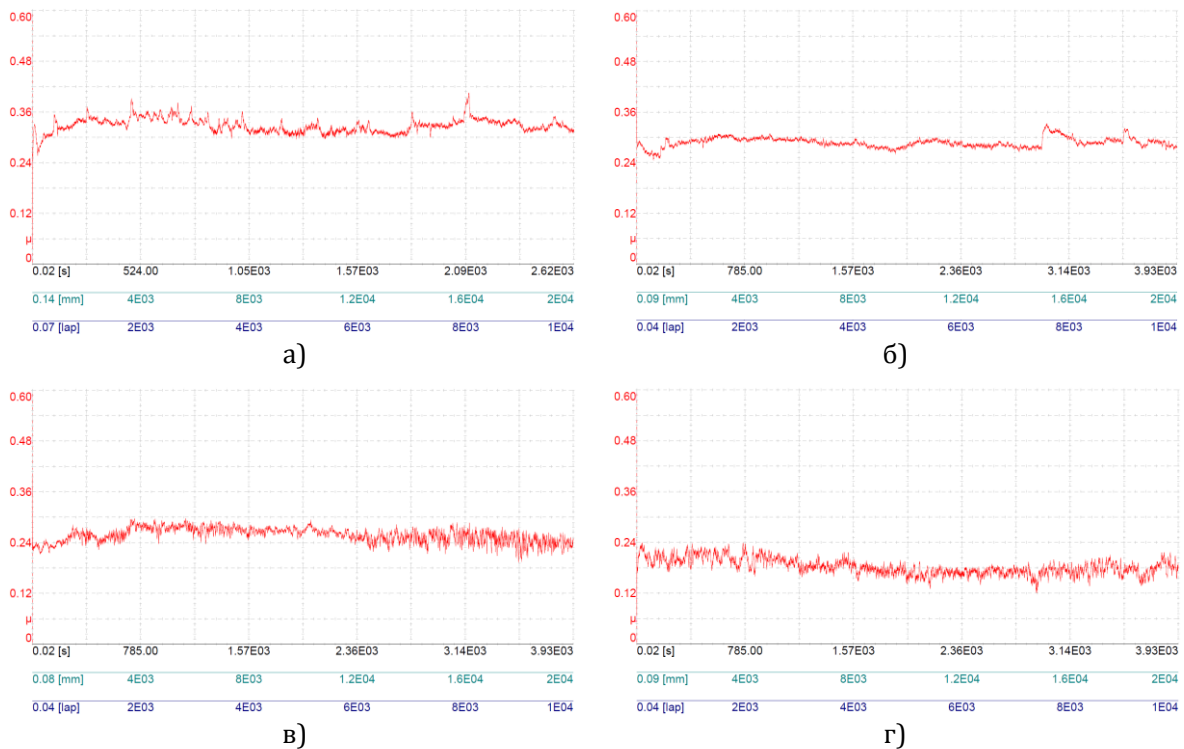 0.60
0.48
0.36
0.24
0.12
μ
0
0.02 [s] 524.00 1.05E03 1.57E03 2.09E03 2.62E03
0.14 [mm] 4E03 8E03 1.2E04 1.6E04 2E04
0.07 [lap] 2E03 4E03 6E03 8E03 1E04
а)
0.60
0.48
0.36
0.24
0.12
μ
0
0.02 [s] 785.00 1.57E03 2.36E03 3.14E03 3.93E03
0.09 [mm] 4E03 8E03 1.2E04 1.6E04 2E04
0.04 [lap] 2E03 4E03 6E03 8E03 1E04
б)
0.60
0.48
0.36
0.24
0.12
μ
0
0.02 [s] 785.00 1.57E03 2.36E03 3.14E03 3.93E03
0.08 [mm] 4E03 8E03 1.2E04 1.6E04 2E04
0.04 [lap] 2E03 4E03 6E03 8E03 1E04
в)
0.60
0.48
0.36
0.24
0.12
μ
0
0.02 [s] 785.00 1.57E03 2.36E03 3.14E03 3.93E03
0.09 [mm] 4E03 8E03 1.2E04 1.6E04 2E04
0.04 [lap] 2E03 4E03 6E03 8E03 1E04
г)